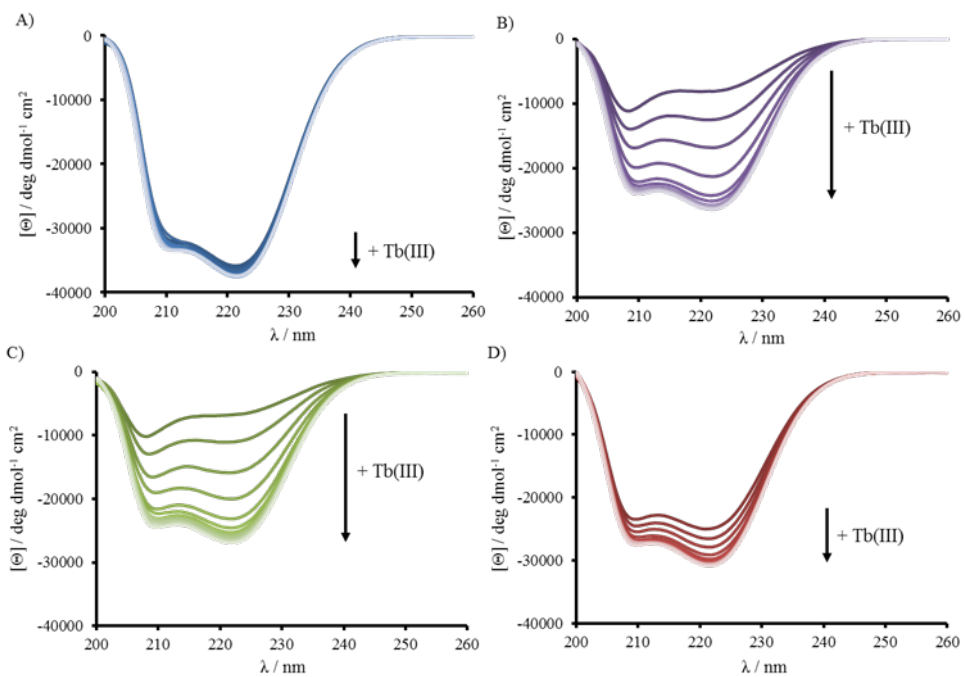 A)
0
-10000
-20000
-30000
-40000
[Θ] / deg dmol⁻¹ cm²
+ Tb(III)
200 210 220 230 240 250 260
λ / nm
B)
0
-10000
-20000
-30000
-40000
[Θ] / deg dmol⁻¹ cm²
+ Tb(III)
200 210 220 230 240 250 260
λ / nm
C)
0
-10000
-20000
-30000
-40000
[Θ] / deg dmol⁻¹ cm²
+ Tb(III)
200 210 220 230 240 250 260
λ / nm
D)
0
-10000
-20000
-30000
-40000
[Θ] / deg dmol⁻¹ cm²
+ Tb(III)
200 210 220 230 240 250 260
λ / nm